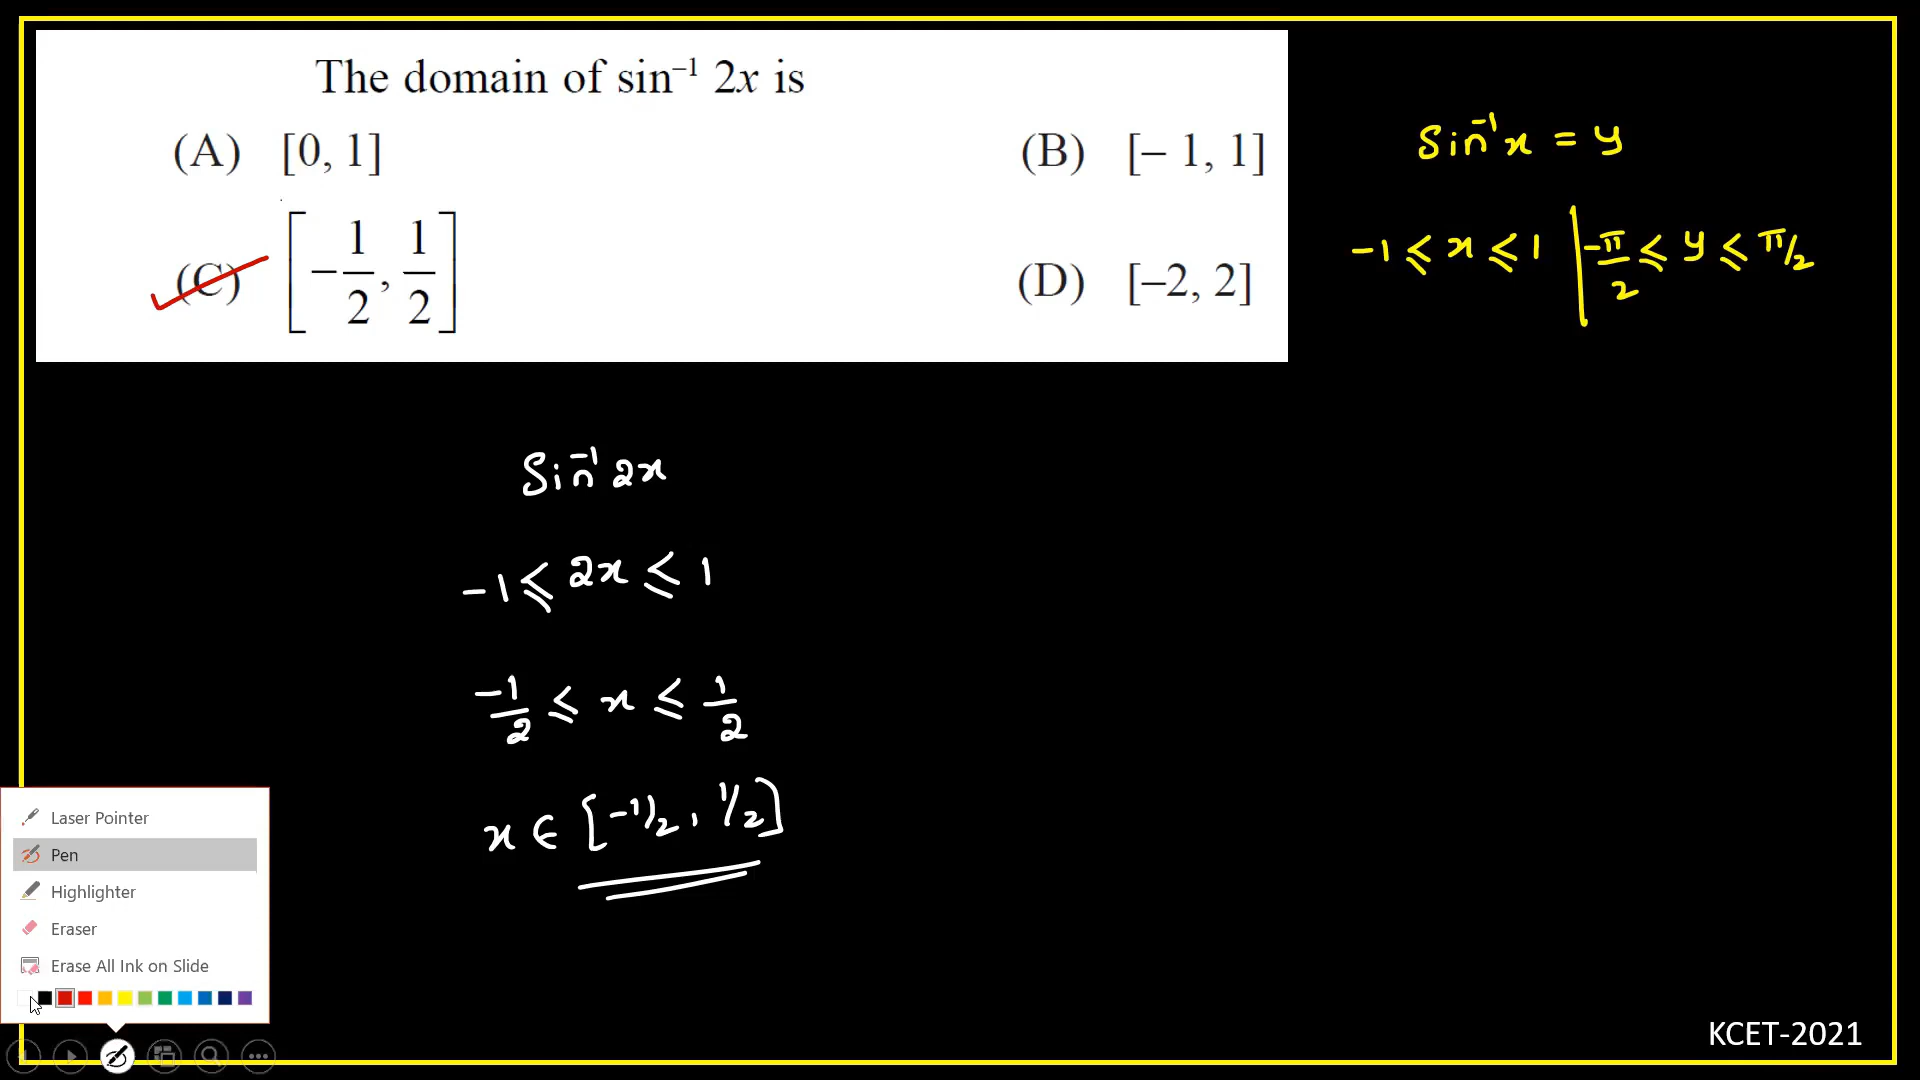 The domain of sin⁻¹ 2x is
(A) [0, 1]
(B) [– 1, 1]
(C) [–1/2, 1/2]
(D) [–2, 2]
Sin⁻¹x = y
-1 ≤ x ≤ 1 | -π/2 ≤ y ≤ π/2
Sin⁻¹ 2x
-1 ≤ 2x ≤ 1
-1/2 ≤ x ≤ 1/2
x ∈ [-1/2, 1/2]
Laser Pointer
Pen
Highlighter
Eraser
Erase All Ink on Slide
KCET-2021